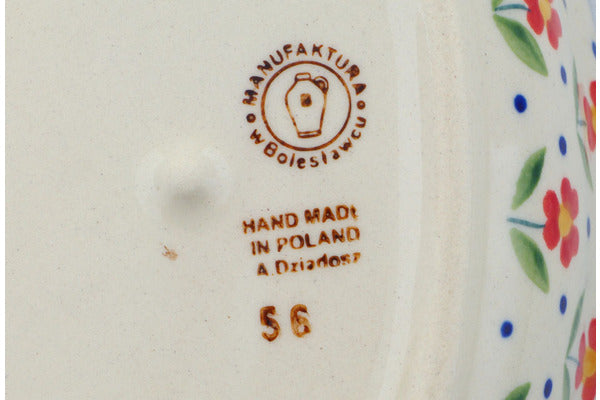 MANUFAKTURA
w Bolesławcu
HAND MADE
IN POLAND
A.Dziadosz
56